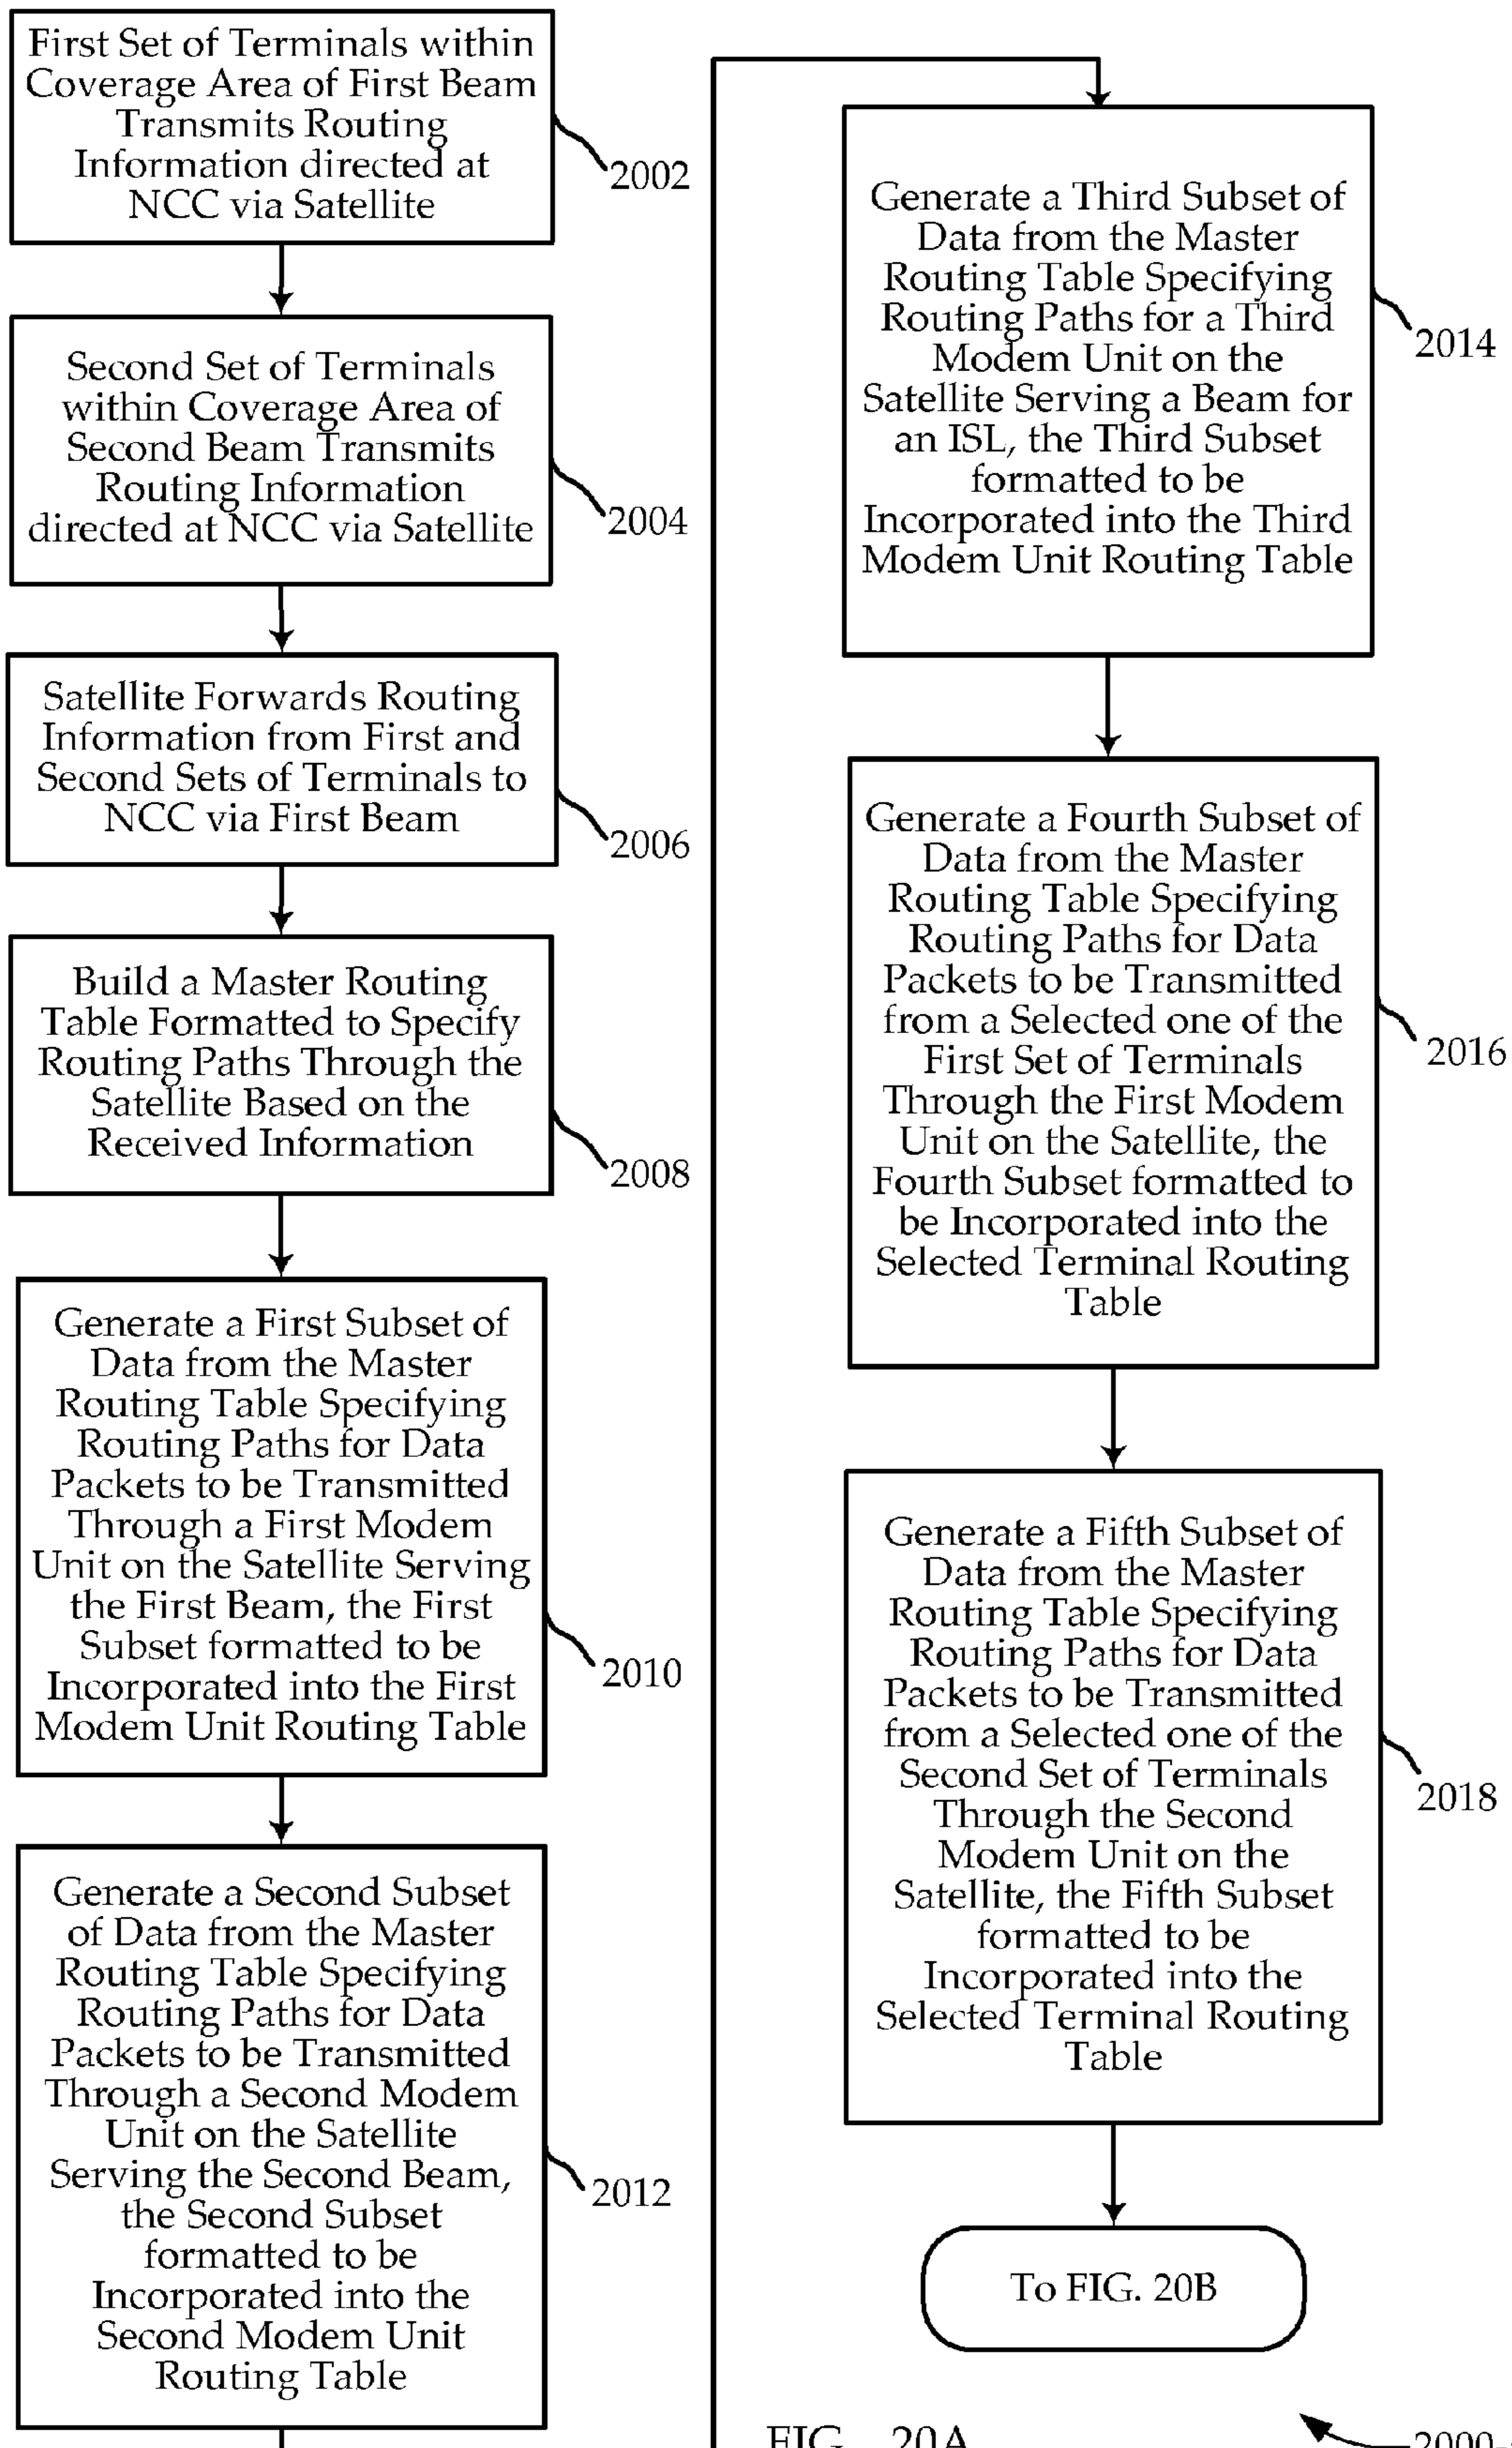 First Set of Terminals within
Coverage Area of First Beam
Transmits Routing
Information directed at
NCC via Satellite
2002
Second Set of Terminals
within Coverage Area of
Second Beam Transmits
Routing Information
directed at NCC via Satellite
2004
Satellite Forwards Routing
Information from First and
Second Sets of Terminals to
NCC via First Beam
2006
Build a Master Routing
Table Formatted to Specify
Routing Paths Through the
Satellite Based on the
Received Information
2008
Generate a First Subset of
Data from the Master
Routing Table Specifying
Routing Paths for Data
Packets to be Transmitted
Through a First Modem
Unit on the Satellite Serving
the First Beam, the First
Subset formatted to be
Incorporated into the First
Modem Unit Routing Table
2010
Generate a Second Subset
of Data from the Master
Routing Table Specifying
Routing Paths for Data
Packets to be Transmitted
Through a Second Modem
Unit on the Satellite
Serving the Second Beam,
the Second Subset
formatted to be
Incorporated into the
Second Modem Unit
Routing Table
2012
Generate a Third Subset of
Data from the Master
Routing Table Specifying
Routing Paths for a Third
Modem Unit on the
Satellite Serving a Beam for
an ISL, the Third Subset
formatted to be
Incorporated into the Third
Modem Unit Routing Table
2014
Generate a Fourth Subset of
Data from the Master
Routing Table Specifying
Routing Paths for Data
Packets to be Transmitted
from a Selected one of the
First Set of Terminals
Through the First Modem
Unit on the Satellite, the
Fourth Subset formatted to
be Incorporated into the
Selected Terminal Routing
Table
2016
Generate a Fifth Subset of
Data from the Master
Routing Table Specifying
Routing Paths for Data
Packets to be Transmitted
from a Selected one of the
Second Set of Terminals
Through the Second
Modem Unit on the
Satellite, the Fifth Subset
formatted to be
Incorporated into the
Selected Terminal Routing
Table
2018
To FIG. 20B
FIG. 20A